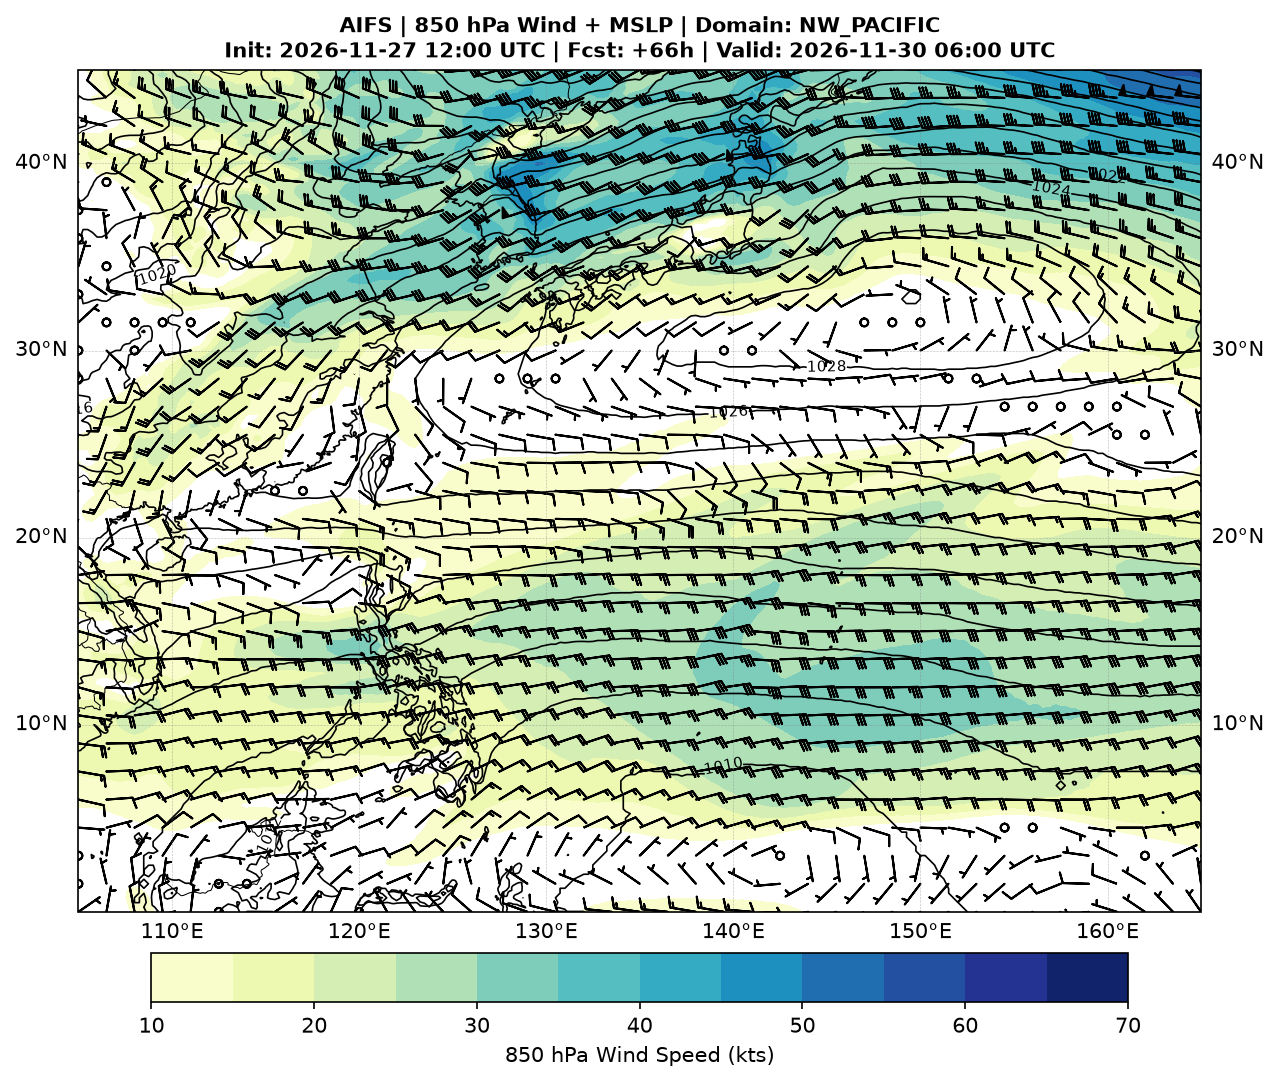 AIFS | 850 hPa Wind + MSLP | Domain: NW_PACIFIC
Init: 2026-11-27 12:00 UTC | Fcst: +66h | Valid: 2026-11-30 06:00 UTC
40°N
40°N
1024
1020
30°N
30°N
1028
1026
16
20°N
20°N
10°N
10°N
1010
110°E
120°E
130°E
140°E
150°E
160°E
10
20
30
40
50
60
70
850 hPa Wind Speed (kts)